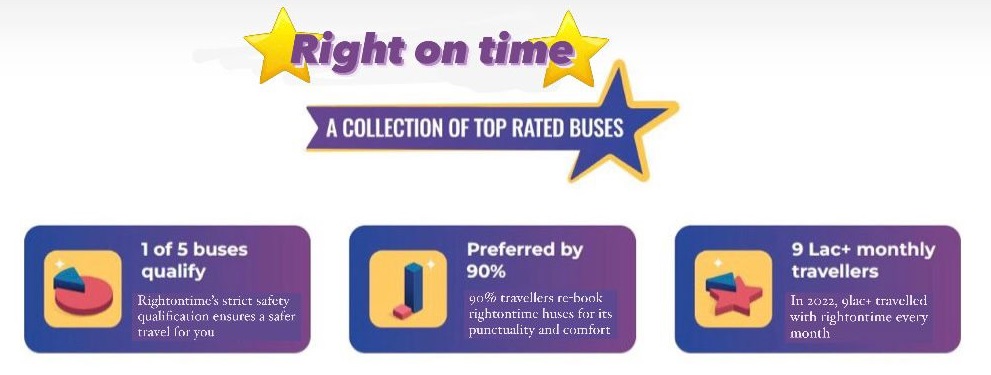 Right on time
A COLLECTION OF TOP RATED BUSES
1 of 5 buses
qualify
Rightontime's strict safety
qualification ensures a safer
travel for you
Preferred by
90%
90% travellers re-book
rightontime huses for its
punctuality and comfort
9 Lac+ monthly
travellers
In 2022, 9lac+ travelled
with rightontime every
month